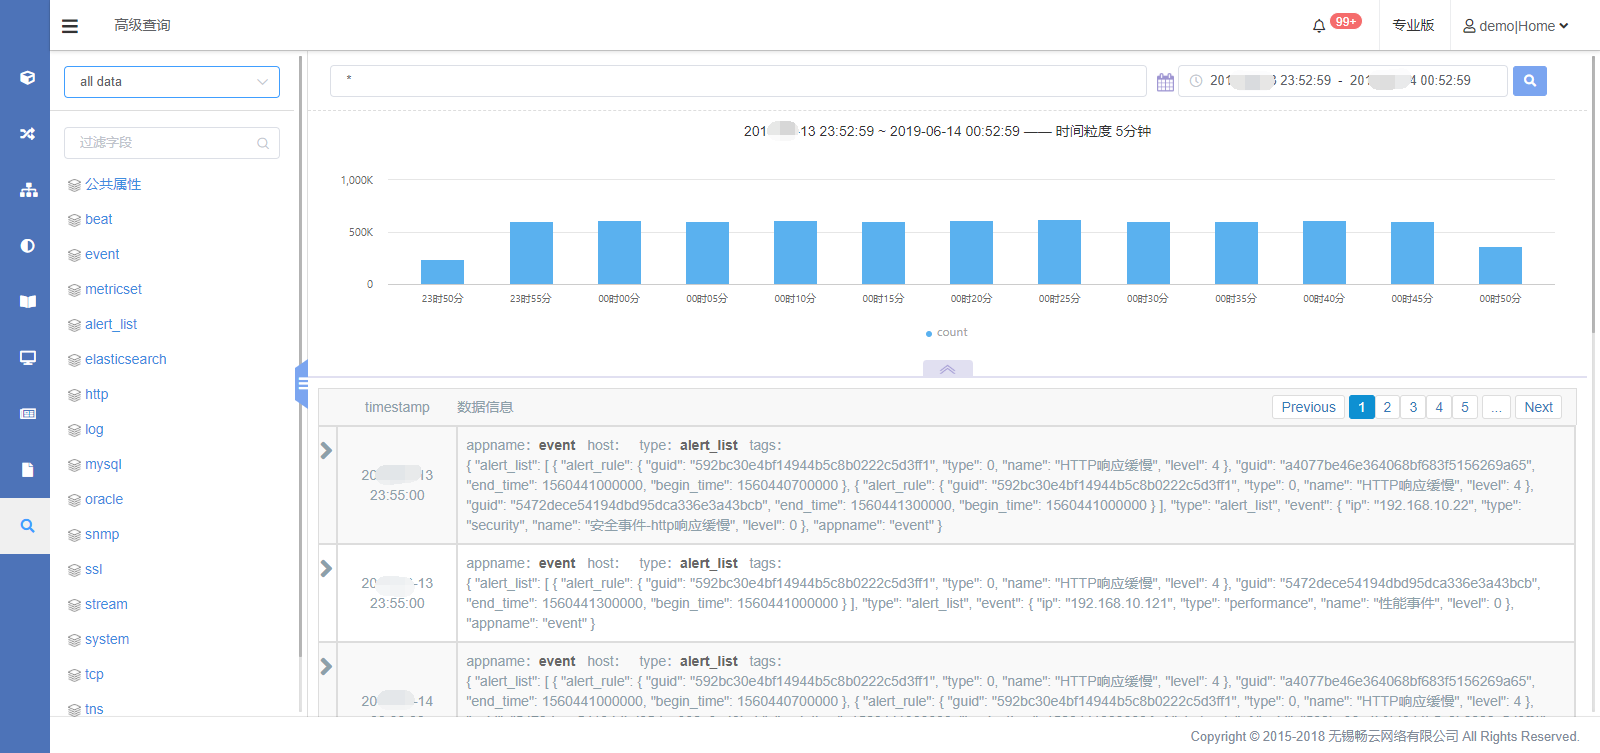 高级查询
99+
专业版
demo|Home
all data
*
201 3 23:52:59 - 201 4 00:52:59
过滤字段
公共属性
beat
event
metricset
alert_list
elasticsearch
http
log
mysql
oracle
snmp
ssl
stream
system
tcp
tns
201 13 23:52:59 ~ 2019-06-14 00:52:59 —— 时间粒度 5分钟
1,000K
500K
0
23时50分 23时55分 00时00分 00时05分 00时10分 00时15分 00时20分 00时25分 00时30分 00时35分 00时40分 00时45分 00时50分
count
timestamp 数据信息
Previous 1 2 3 4 5 ... Next
20 13
23:55:00
appname: event host: type: alert_list tags:
{ "alert_list": [ { "alert_rule": { "guid": "592bc30e4bf14944b5c8b0222c5d3ff1", "type": 0, "name": "HTTP响应缓慢", "level": 4 }, "guid": "a4077be46e364068bf683f5156269a65",
"end_time": 1560441000000, "begin_time": 1560440700000 }, { "alert_rule": { "guid": "592bc30e4bf14944b5c8b0222c5d3ff1", "type": 0, "name": "HTTP响应缓慢", "level": 4 },
"guid": "5472dece54194dbd95dca336e3a43bcb", "end_time": 1560441300000, "begin_time": 1560441000000 } ], "type": "alert_list", "event": { "ip": "192.168.10.22", "type":
"security", "name": "安全事件-http响应缓慢", "level": 0 }, "appname": "event" }
20 -13
23:55:00
appname: event host: type: alert_list tags:
{ "alert_list": [ { "alert_rule": { "guid": "592bc30e4bf14944b5c8b0222c5d3ff1", "type": 0, "name": "HTTP响应缓慢", "level": 4 }, "guid": "5472dece54194dbd95dca336e3a43bcb",
"end_time": 1560441300000, "begin_time": 1560441000000 } ], "type": "alert_list", "event": { "ip": "192.168.10.121", "type": "performance", "name": "性能事件", "level": 0 },
"appname": "event" }
20 -14
appname: event host: type: alert_list tags:
{ "alert_list": [ { "alert_rule": { "guid": "592bc30e4bf14944b5c8b0222c5d3ff1", "type": 0, "name": "HTTP响应缓慢", "level": 4 }, "guid": "a4077be46e364068bf683f5156269a65",
"end_time": 1560441000000, "begin_time": 1560440700000 }, { "alert_rule": { "guid": "592bc30e4bf14944b5c8b0222c5d3ff1", "type": 0, "name": "HTTP响应缓慢", "level": 4 },
Copyright © 2015-2018 无锡畅云网络有限公司 All Rights Reserved.